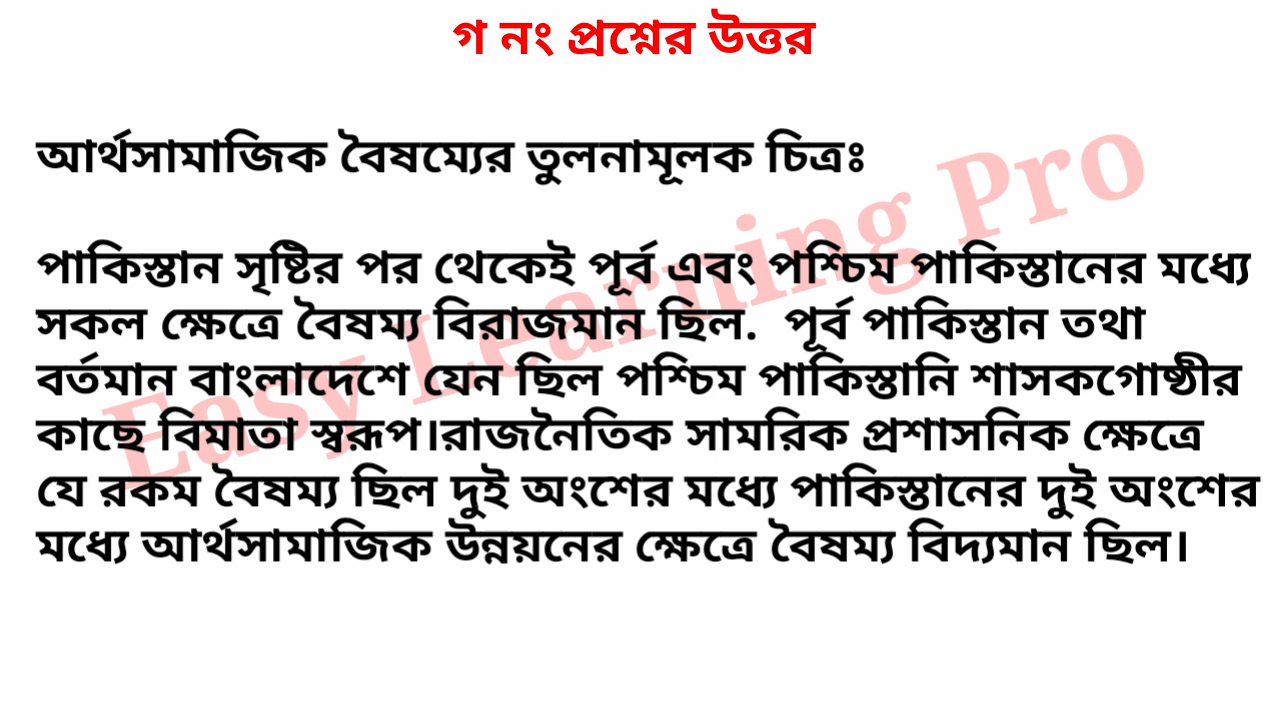 গ নং প্রশ্নের উত্তর
আর্থসামাজিক বৈষম্যের তুলনামূলক চিত্রঃ
পাকিস্তান সৃষ্টির পর থেকেই পূর্ব এবং পশ্চিম পাকিস্তানের মধ্যে
সকল ক্ষেত্রে বৈষম্য বিরাজমান ছিল. পূর্ব পাকিস্তান তথা
বর্তমান বাংলাদেশে যেন ছিল পশ্চিম পাকিস্তানি শাসকগোষ্ঠীর
কাছে বিমাতা স্বরূপ।রাজনৈতিক সামরিক প্রশাসনিক ক্ষেত্রে
যে রকম বৈষম্য ছিল দুই অংশের মধ্যে পাকিস্তানের দুই অংশের
মধ্যে আর্থসামাজিক উন্নয়নের ক্ষেত্রে বৈষম্য বিদ্যমান ছিল।
Easy Learning Pro